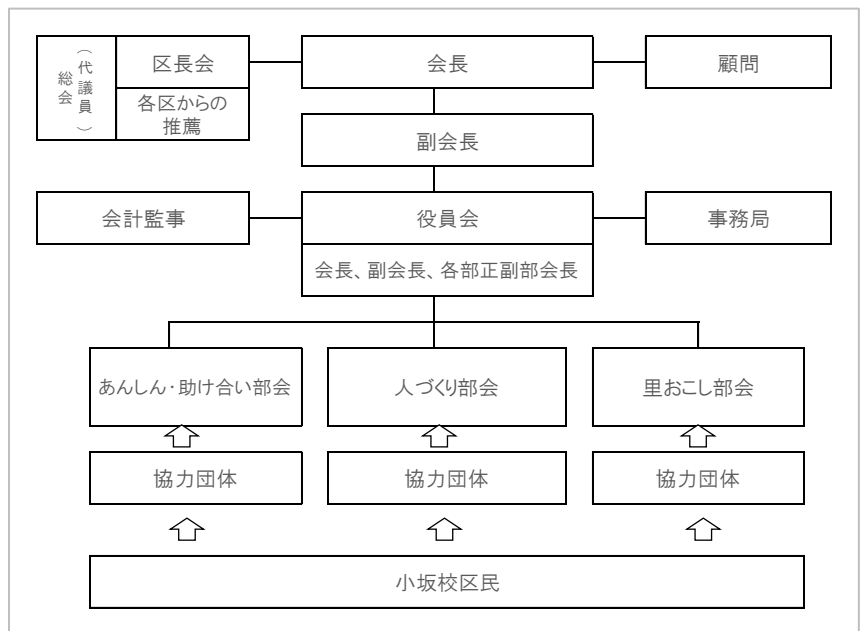 総会
（代議員）
区長会
会長
顧問
各区からの
推薦
副会長
会計監事
役員会
事務局
会長、副会長、各部正副部会長
あんしん・助け合い部会
人づくり部会
里おこし部会
協力団体
協力団体
協力団体
小坂校区民